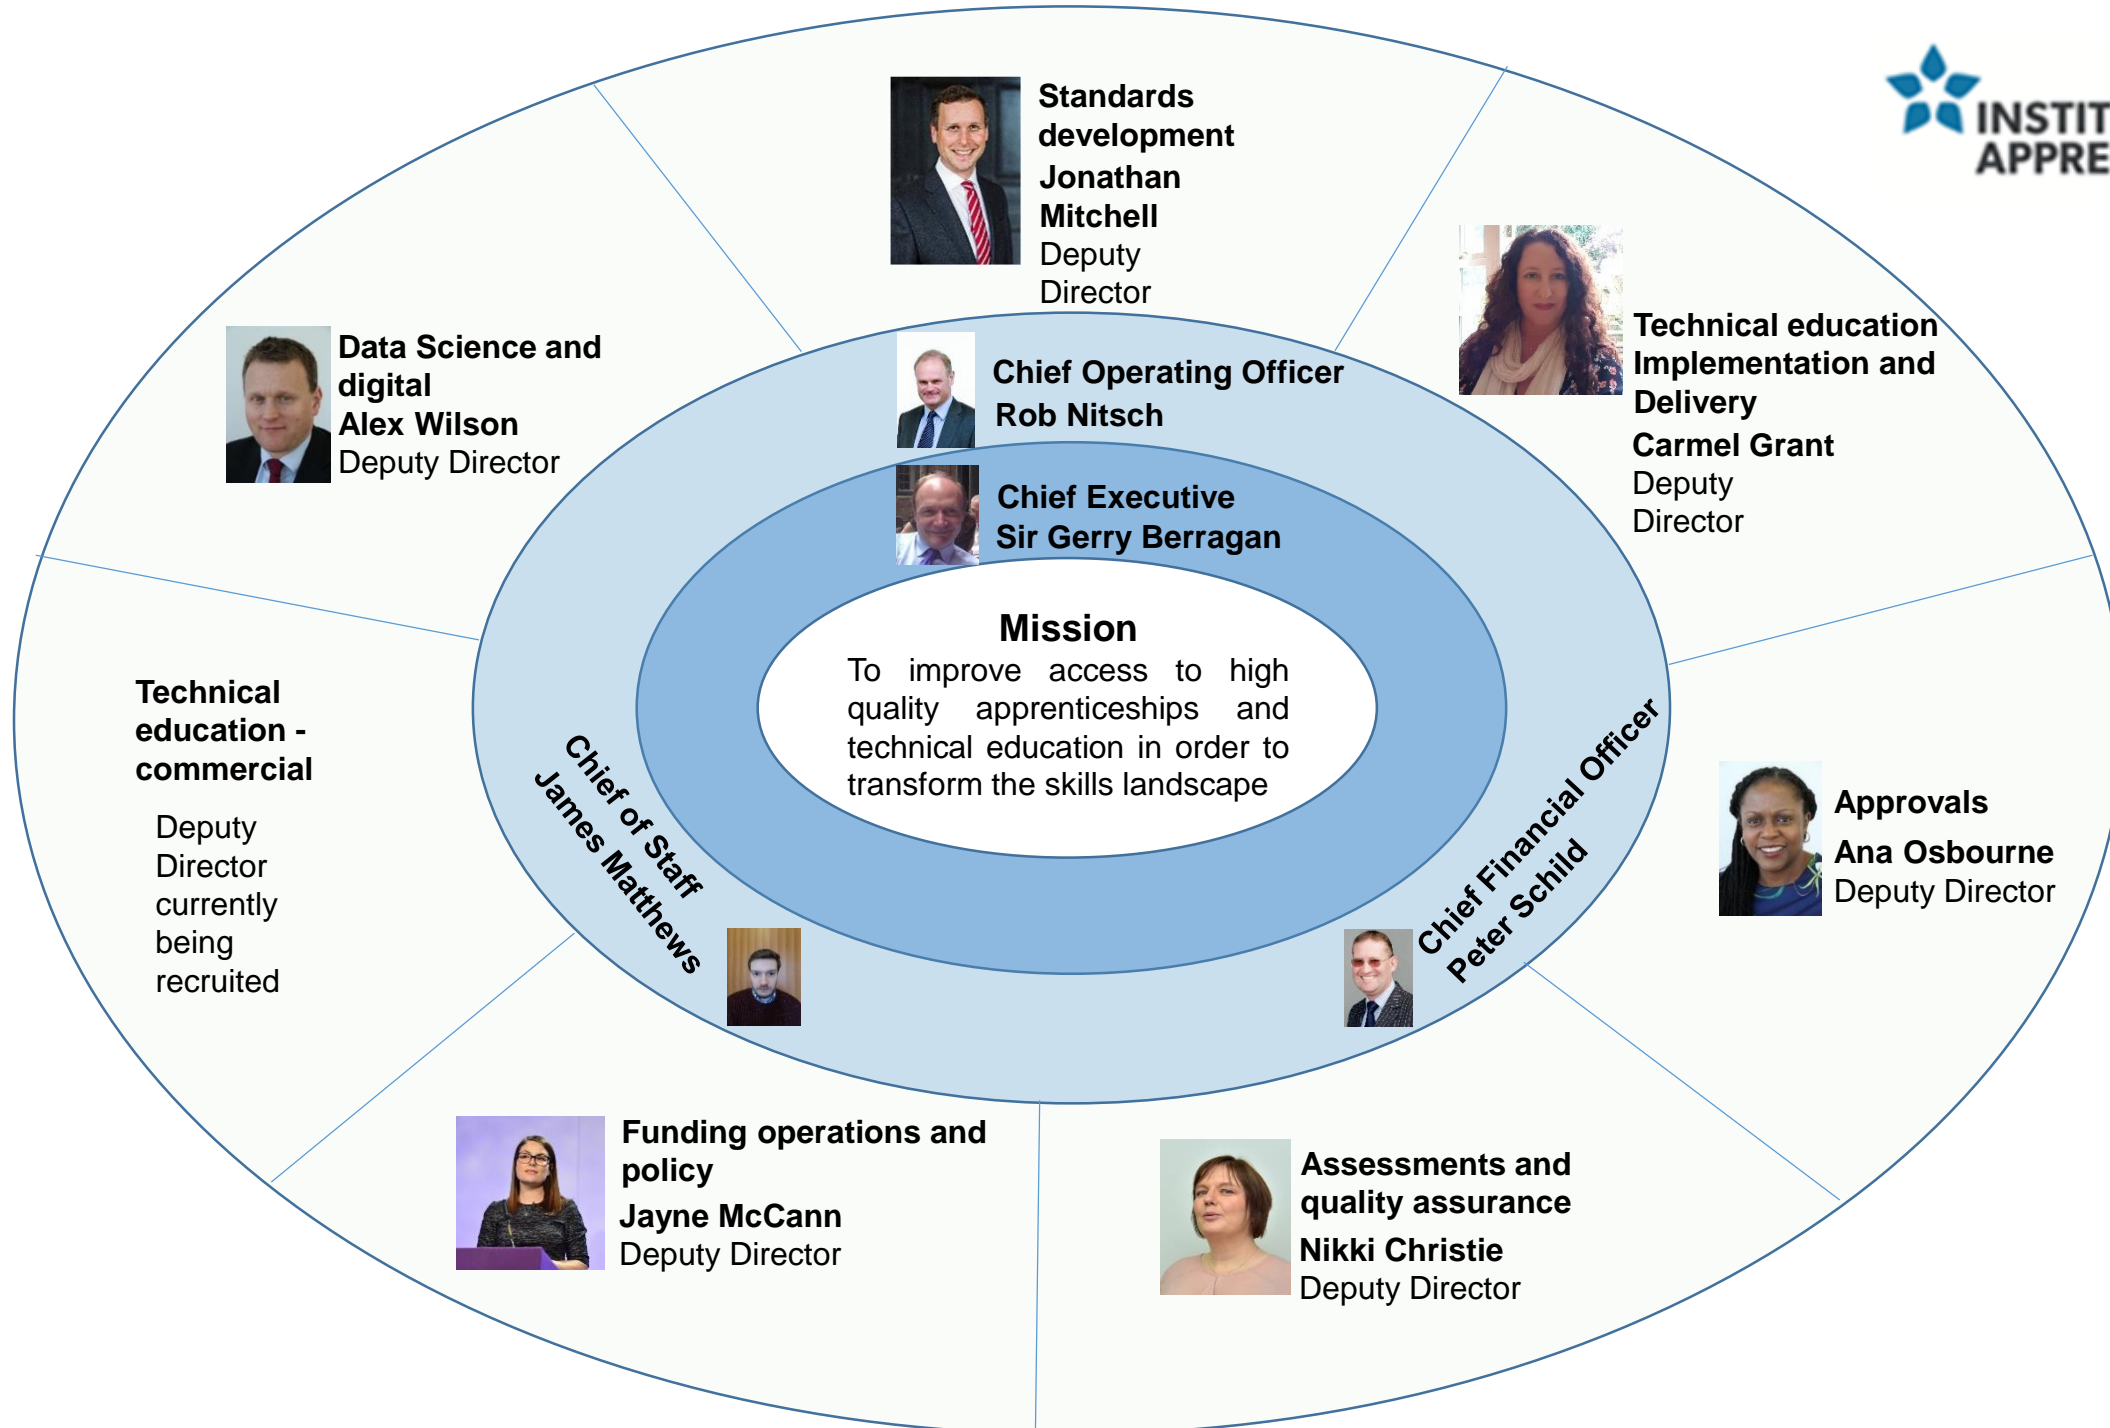 INSTIT
APPRE
Standards
development
Jonathan
Mitchell
Deputy
Director
Data Science and
digital
Alex Wilson
Deputy Director
Technical education
Implementation and
Delivery
Carmel Grant
Deputy
Director
Chief Operating Officer
Rob Nitsch
Chief Executive
Sir Gerry Berragan
Mission
To improve access to high
quality apprenticeships and
technical education in order to
transform the skills landscape
Technical
education -
commercial
Deputy
Director
currently
being
recruited
Chief of Staff
James Matthews
Chief Financial Officer
Peter Schild
Approvals
Ana Osbourne
Deputy Director
Funding operations and
policy
Jayne McCann
Deputy Director
Assessments and
quality assurance
Nikki Christie
Deputy Director